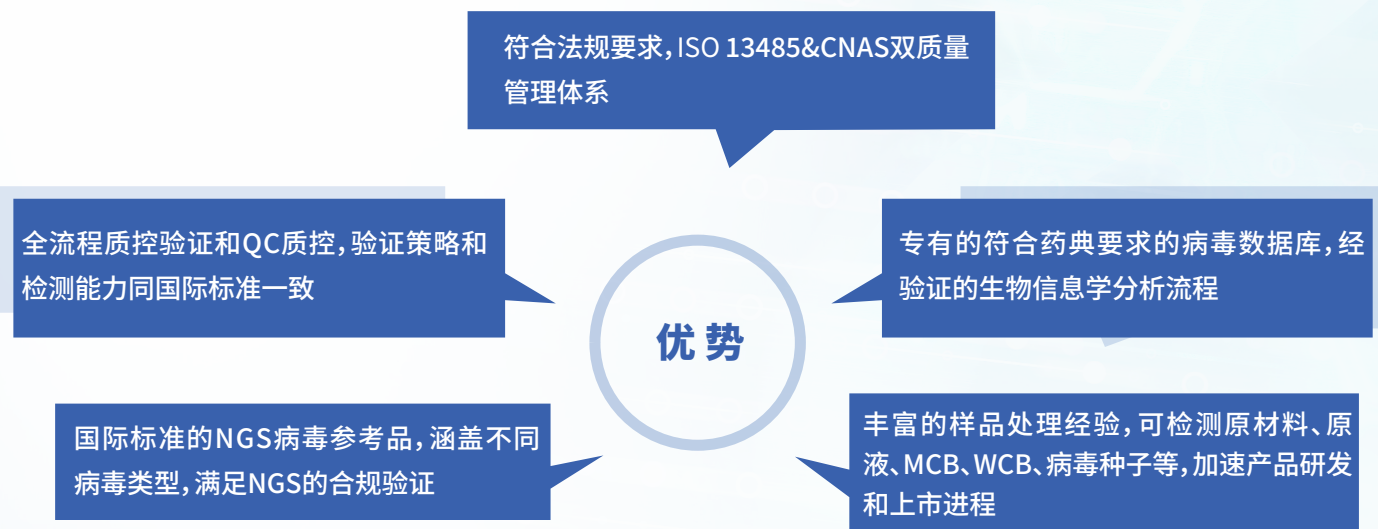 符合法规要求,ISO 13485&CNAS双质量
管理体系
全流程质控验证和QC质控,验证策略和
检测能力同国际标准一致
专有的符合药典要求的病毒数据库,经
验证的生物信息学分析流程
优势
国际标准的NGS病毒参考品,涵盖不同
病毒类型,满足NGS的合规验证
丰富的样品处理经验,可检测原材料、原
液、MCB、WCB、病毒种子等,加速产品研发
和上市进程